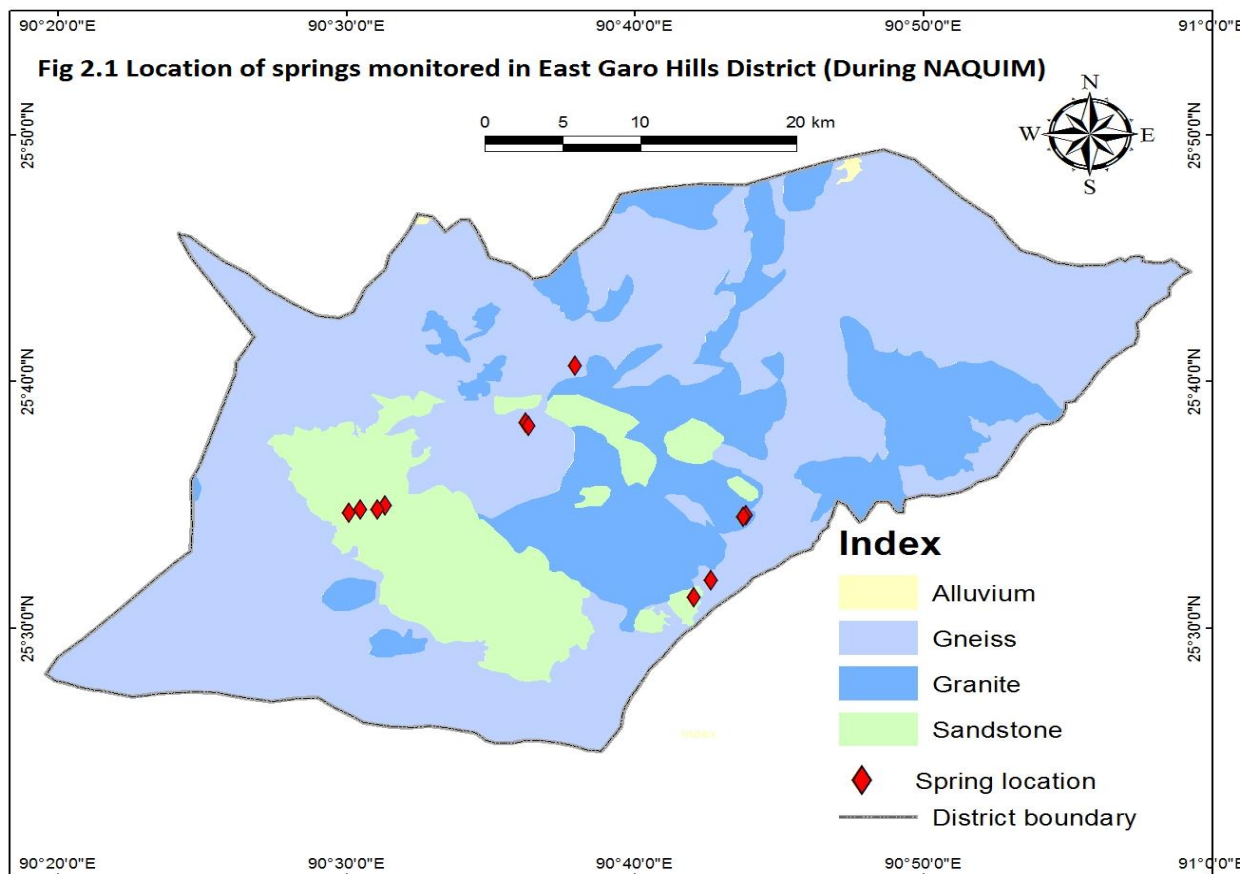 90°20'0"E 90°30'0"E 90°40'0"E 90°50'0"E 91°0'0"E
Fig 2.1 Location of springs monitored in East Garo Hills District (During NAQUIM)
N
W E
S
0 5 10 20 km
25°50'0"N 25°50'0"N
25°40'0"N 25°40'0"N
25°30'0"N 25°30'0"N
Index
Alluvium
Gneiss
Granite
Sandstone
Spring location
District boundary
Index
90°20'0"E 90°30'0"E 90°40'0"E 90°50'0"E 91°0'0"E